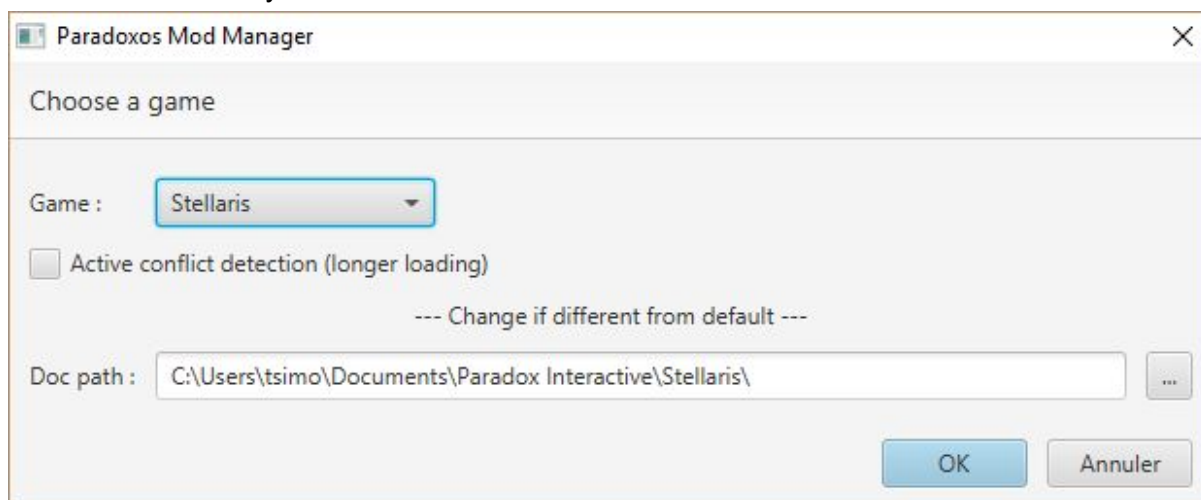 Paradoxos Mod Manager
Choose a game
Game : Stellaris
Active conflict detection (longer loading)
--- Change if different from default ---
Doc path : C:\Users\tsimo\Documents\Paradox Interactive\Stellaris\ ...
OK Annuler